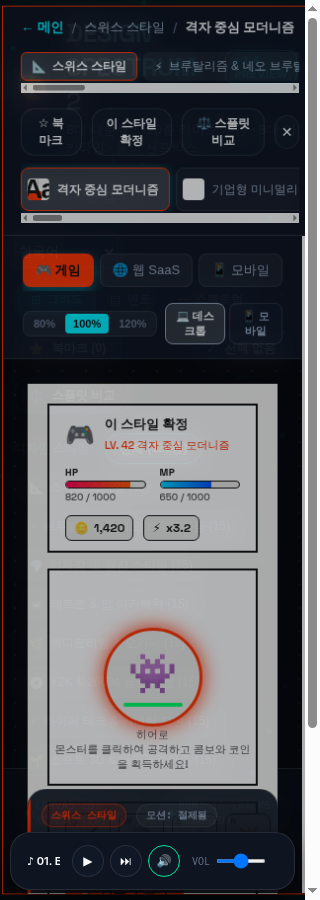 ← 메인 / 스위스 스타일 / 격자 중심 모더니즘
📐 스위스 스타일 ⚡ 브루탈리즘 & 네오 브루탈
☆ 북마크
이 스타일 확정
⚖️ 스플릿 비교
✕
Aa 격자 중심 모더니즘 기업형 미니멀리
🎮 게임 🌐 웹 SaaS 📱 모바일
80% 100% 120% 💻 데스크톱 📱 모바일
스플릿 비교
이 스타일 확정
LV. 42 격자 중심 모더니즘
HP MP
820 / 1000 650 / 1000
🪙 1,420 ⚡ x3.2
히어로
몬스터를 클릭하여 공격하고 콤보와 코인
을 획득하세요!
스위스 스타일 모션: 절제됨
♪ 01. E ▶ ⏭ 🔊 VOL